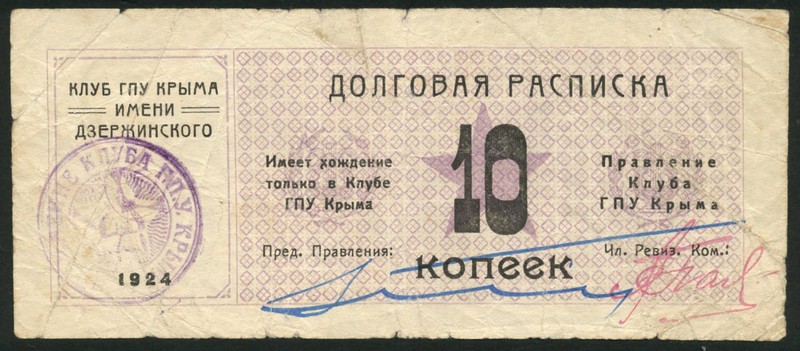 КЛУБ ГПУ КРЫМА
ИМЕНИ
ДЗЕРЖИНСКОГО
КЛУБА Г.П.У.
1924
ДОЛГОВАЯ РАСПИСКА
Имеет хождение
только в Клубе
ГПУ Крыма
10
копеек
Правление
Клуба
ГПУ Крыма
Пред. Правления:
Чл. Ревиз. Ком.: